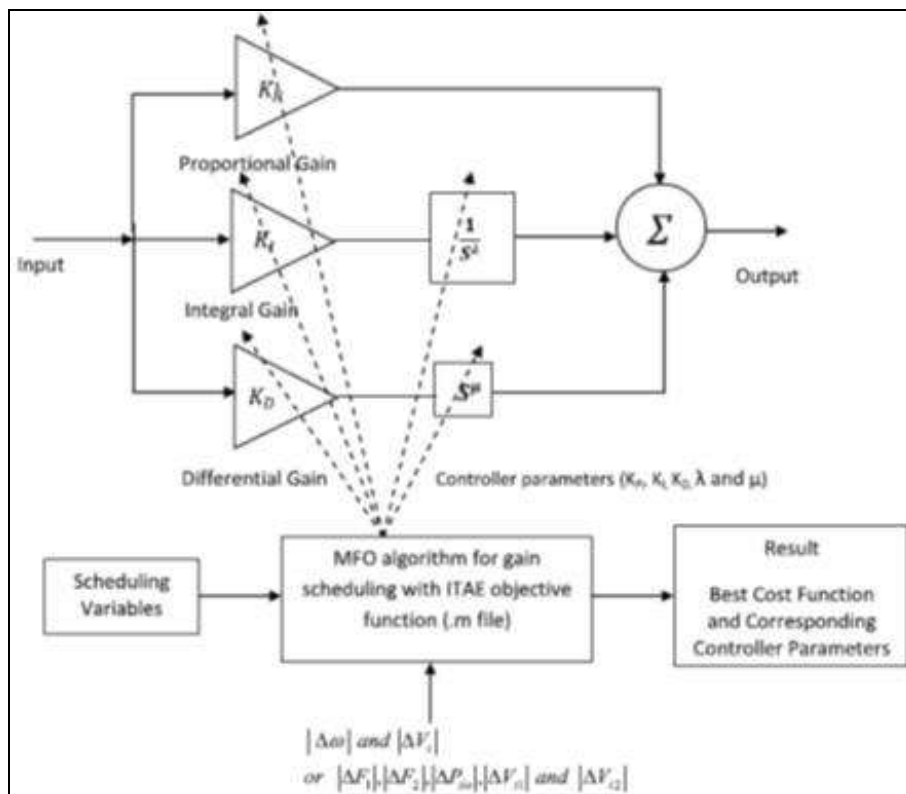 Proportional Gain
1
Input
S^λ
Σ
Output
Integral Gain
K_D
S^μ
Differential Gain
Controller parameters (K_P, K_I, K_D, λ and μ)
MFO algorithm for gain
scheduling with ITAE objective
function (.m file)
Scheduling
Variables
Result
Best Cost Function
and Corresponding
Controller Parameters
|Δω| and |ΔV_t|
or |ΔF_1|,|ΔF_2|,|ΔP_tie|,|ΔV_t1| and |ΔV_t2|